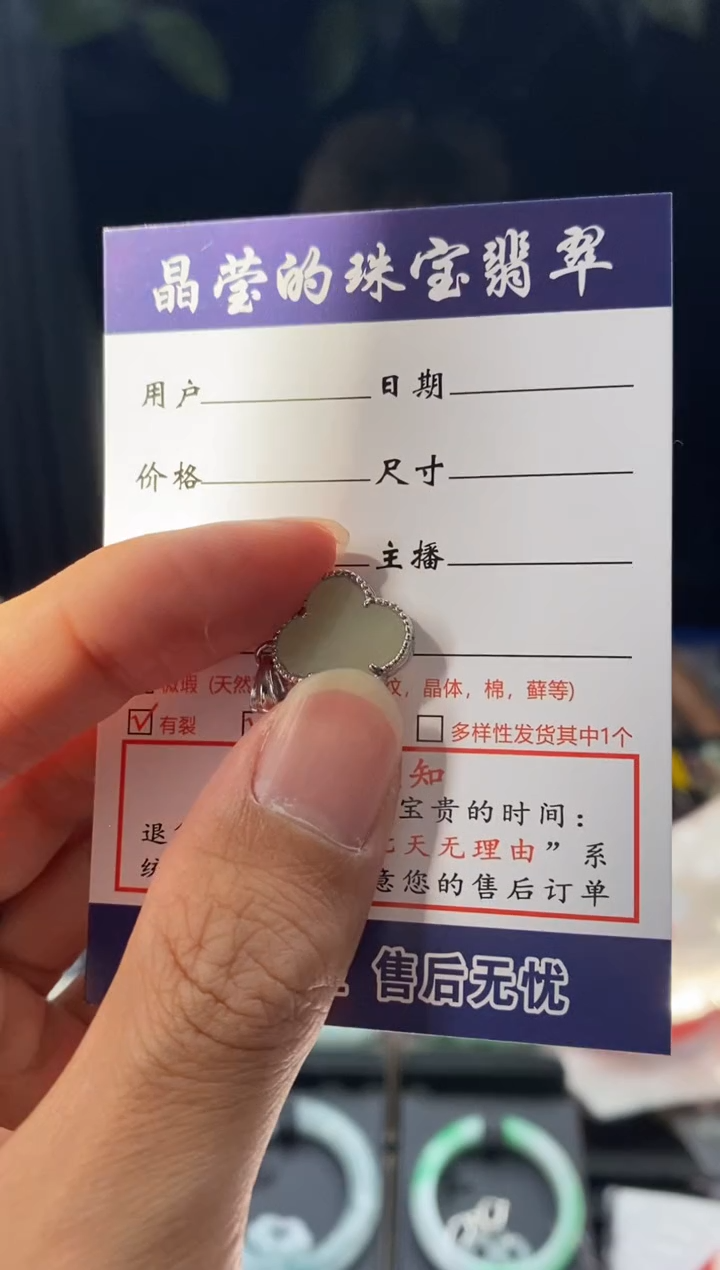 晶莹的珠宝翡翠
用户 日期
价格 尺寸
主播
微瑕（天然 纹，晶体，棉，藓等)
有裂 多样性发货其中1个
知
宝贵的时间：
退 七天无理由” 系
统 意您的售后订单
售后无忧